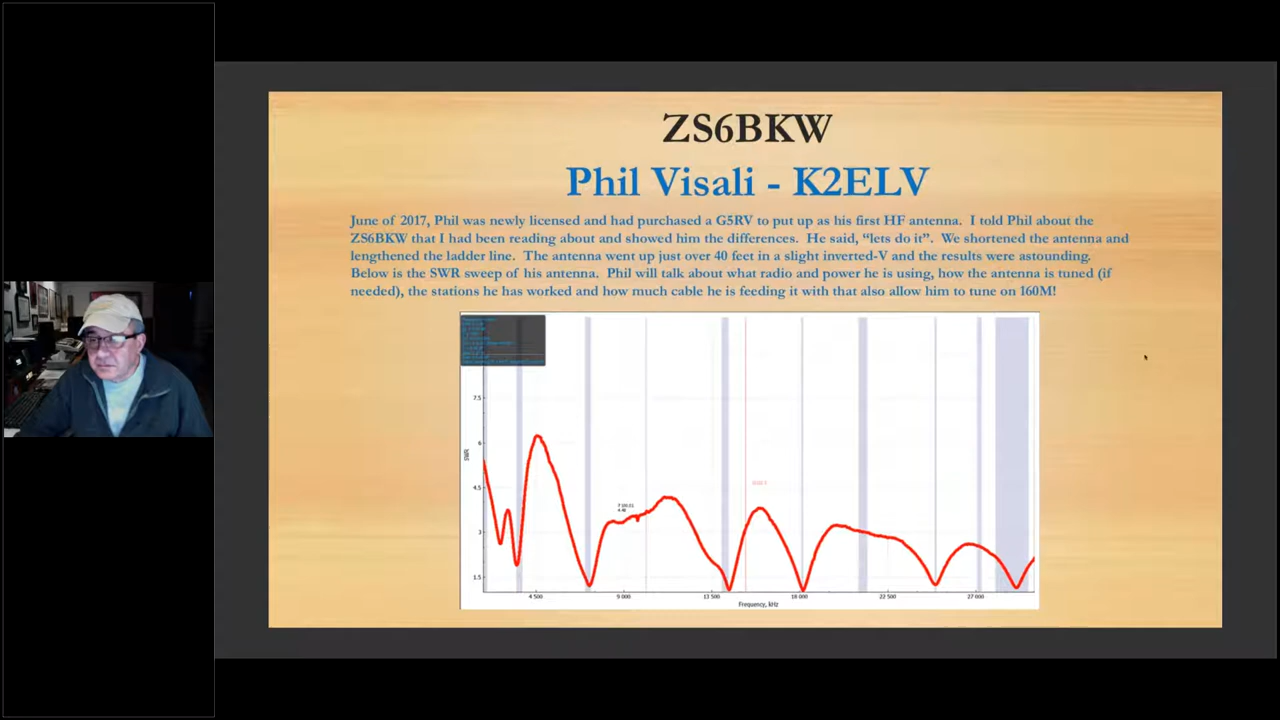 ZS6BKW
Phil Visali - K2ELV
June of 2017, Phil was newly licensed and had purchased a G5RV to put up as his first HF antenna. I told Phil about the
ZS6BKW that I had been reading about and showed him the differences. He said, “lets do it”. We shortened the antenna and
lengthened the ladder line. The antenna went up just over 40 feet in a slight inverted-V and the results were astounding.
Below is the SWR sweep of his antenna. Phil will talk about what radio and power he is using, how the antenna is tuned (if
needed), the stations he has worked and how much cable he is feeding it with that also allow him to tune on 160M!
7.5
6
SWR
4.5
3
1.5
4 500 9 000 13 500 18 000 22 500 27 000
Frequency, kHz